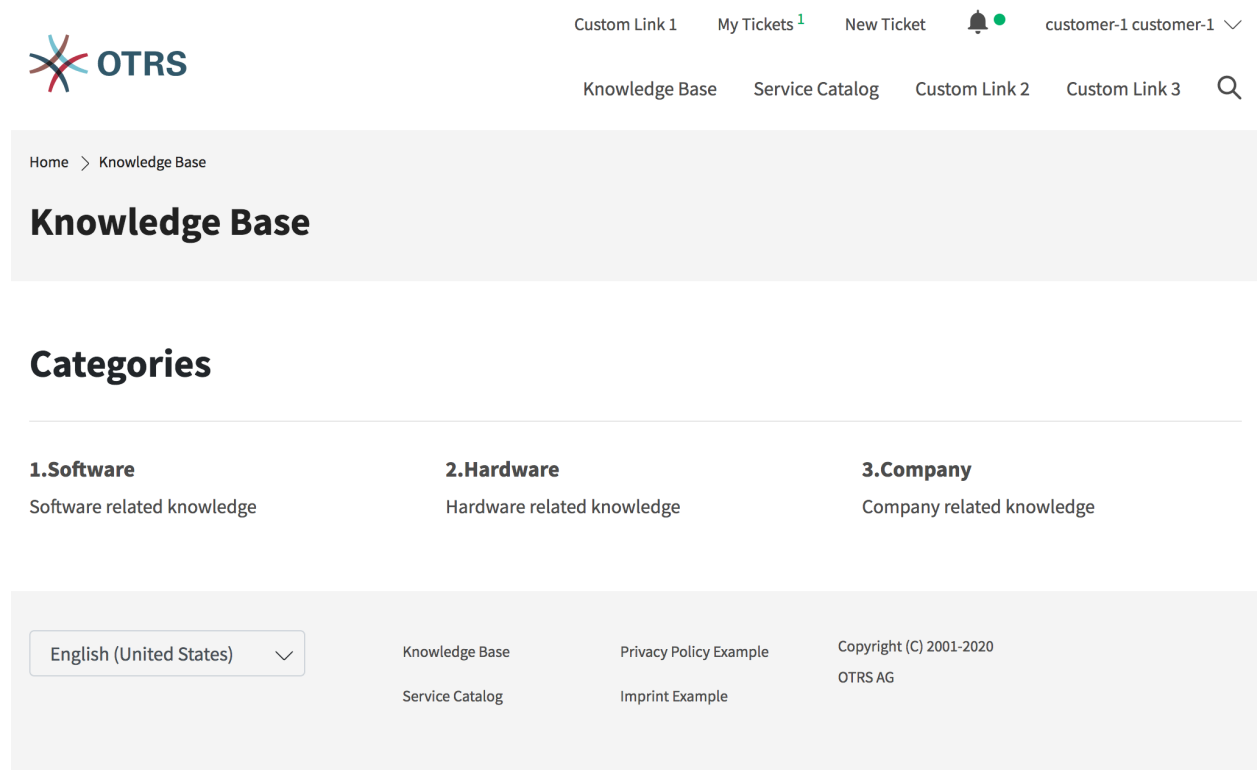 Custom Link 1 My Tickets 1 New Ticket customer-1 customer-1
OTRS
Knowledge Base Service Catalog Custom Link 2 Custom Link 3
Home Knowledge Base
Knowledge Base
Categories
1.Software 2.Hardware 3.Company
Software related knowledge Hardware related knowledge Company related knowledge
English (United States) Knowledge Base Privacy Policy Example Copyright (C) 2001-2020
OTRS AG
Service Catalog Imprint Example